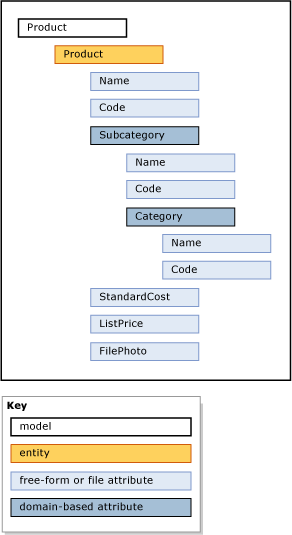 Product
Product
Name
Code
Subcategory
Name
Code
Category
Name
Code
StandardCost
ListPrice
FilePhoto
Key
model
entity
free-form or file attribute
domain-based attribute